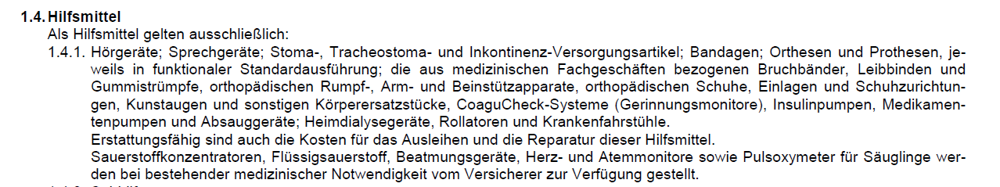 1.4. Hilfsmittel
Als Hilfsmittel gelten ausschließlich:
1.4.1. Hörgeräte; Sprechgeräte; Stoma-, Tracheostoma- und Inkontinenz-Versorgungsartikel; Bandagen; Orthesen und Prothesen, je-
weils in funktionaler Standardausführung; die aus medizinischen Fachgeschäften bezogenen Bruchbänder, Leibbinden und
Gummistrümpfe, orthopädischen Rumpf-, Arm- und Beinstützapparate, orthopädischen Schuhe, Einlagen und Schuhzurichtun-
gen, Kunstaugen und sonstigen Körperersatzstücke, CoaguCheck-Systeme (Gerinnungsmonitore), Insulinpumpen, Medikamen-
tenpumpen und Absauggeräte; Heimdialysegeräte, Rollatoren und Krankenfahrstühle.
Erstattungsfähig sind auch die Kosten für das Ausleihen und die Reparatur dieser Hilfsmittel.
Sauerstoffkonzentratoren, Flüssigsauerstoff, Beatmungsgeräte, Herz- und Atemmonitore sowie Pulsoxymeter für Säuglinge wer-
den bei bestehender medizinischer Notwendigkeit vom Versicherer zur Verfügung gestellt.